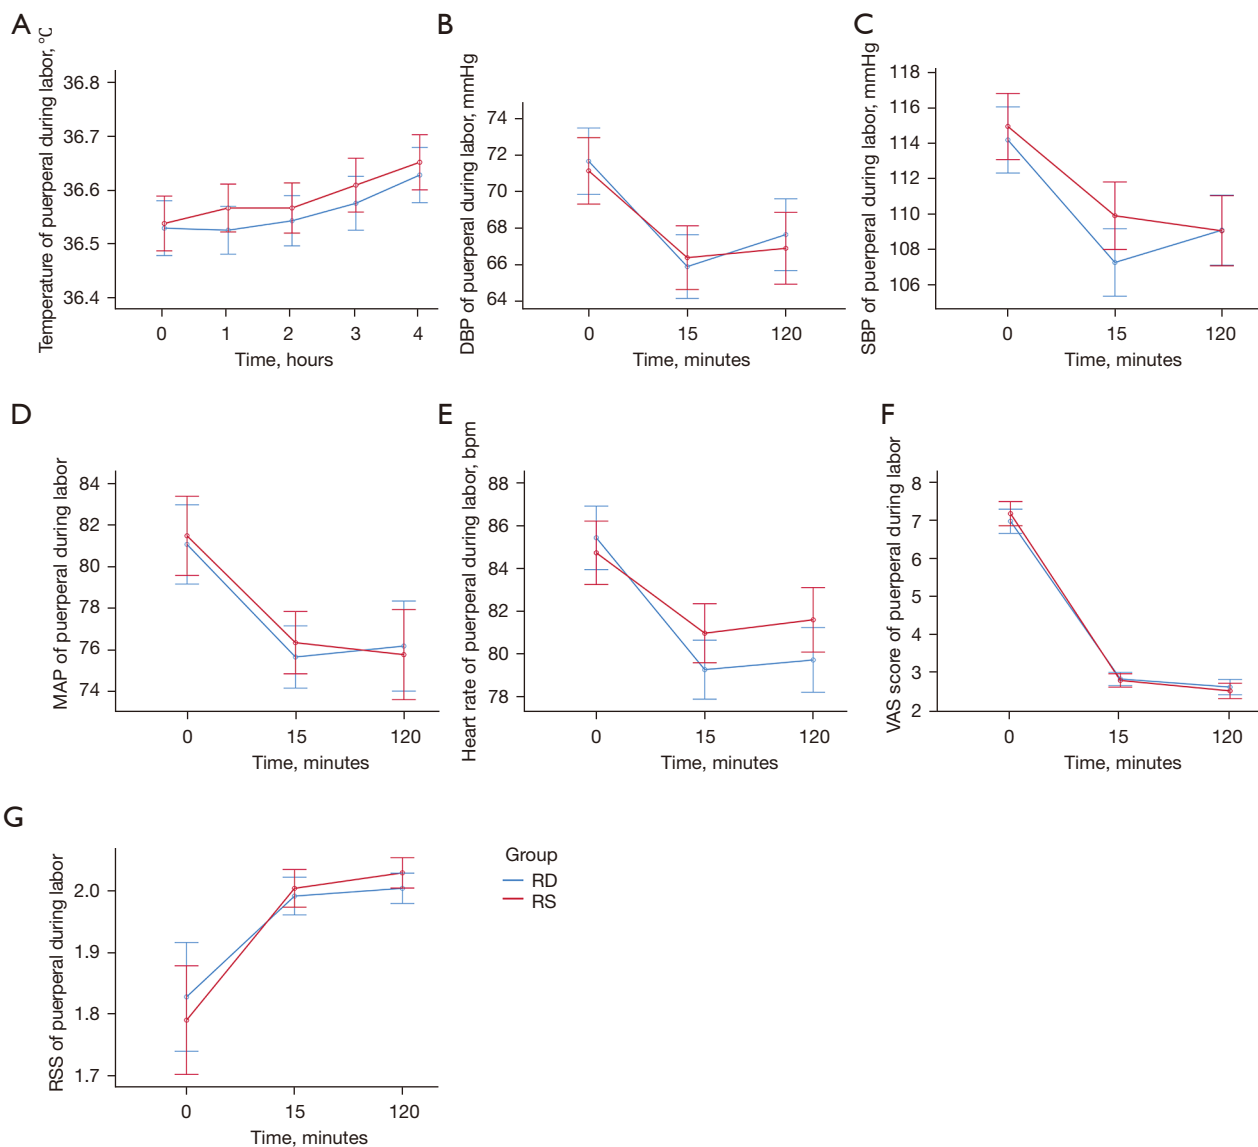 A
Temperature of puerperal during labor, °C
36.8
36.7
36.6
36.5
36.4
0 1 2 3 4
Time, hours
B
DBP of puerperal during labor, mmHg
74
72
70
68
66
64
0 15 120
Time, minutes
C
SBP of puerperal during labor, mmHg
118
116
114
112
110
108
106
0 15 120
Time, minutes
D
MAP of puerperal during labor
84
82
80
78
76
74
0 15 120
Time, minutes
E
Heart rate of puerperal during labor, bpm
88
86
84
82
80
78
0 15 120
Time, minutes
F
VAS score of puerperal during labor
8
7
6
5
4
3
2
0 15 120
Time, minutes
G
RSS of puerperal during labor
2.0
1.9
1.8
1.7
0 15 120
Time, minutes
Group
RD
RS